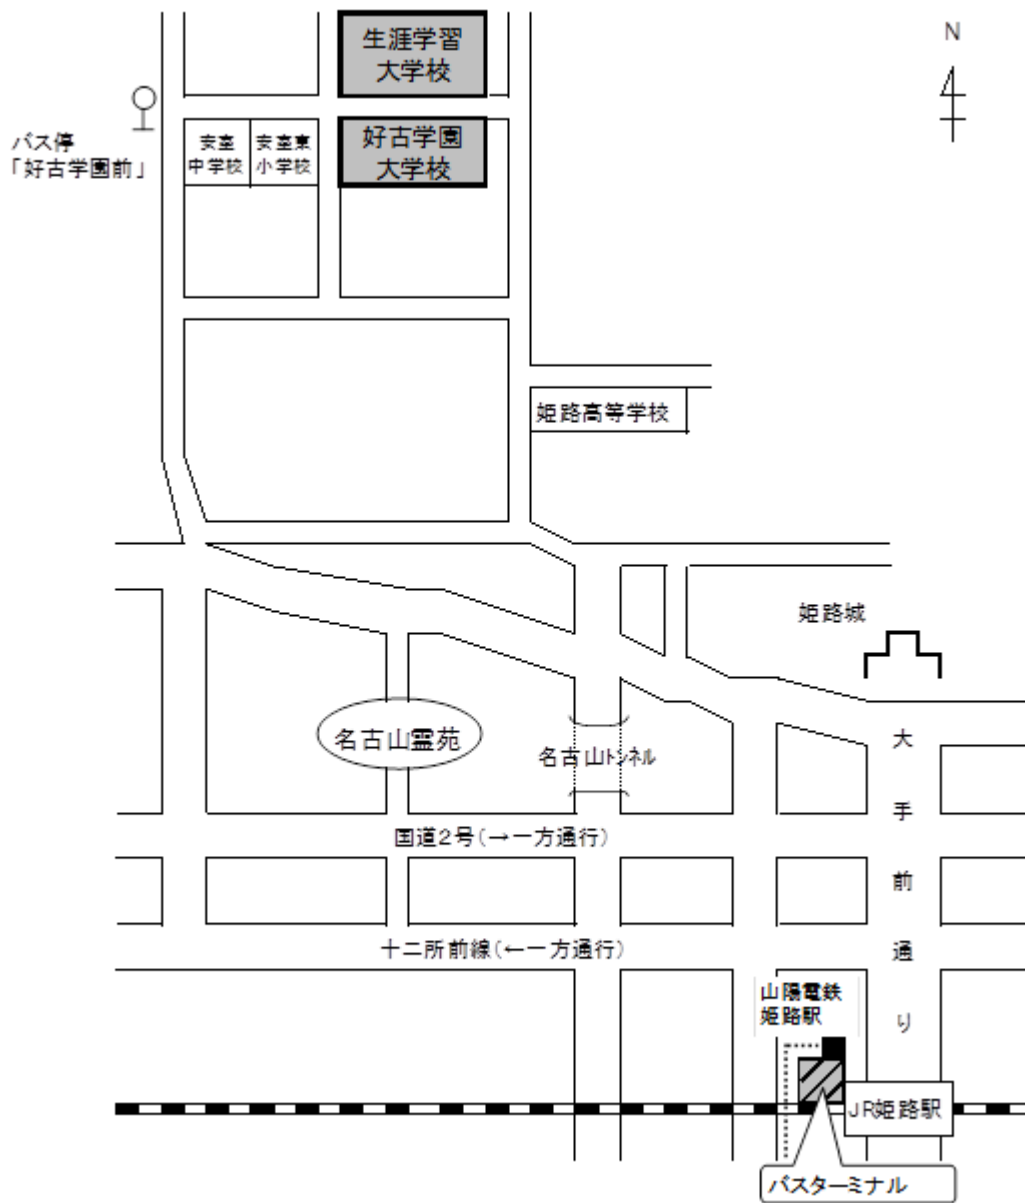 生涯学習
大学校
N
バス停
「好古学園前」
安室
中学校
安室東
小学校
好古学園
大学校
姫路高等学校
姫路城
名古山霊苑
名古山トンネル
大手前通り
国道2号(→一方通行)
十二所前線(←一方通行)
山陽電鉄
姫路駅
JR姫路駅
バスターミナル